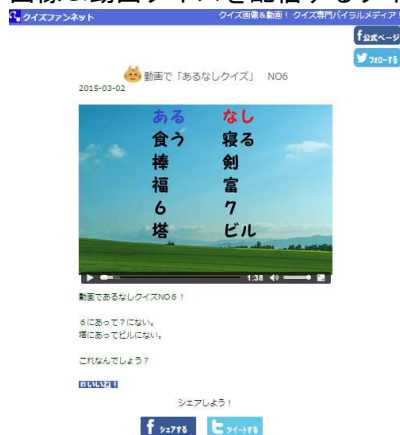 クイズファンネット
クイズ画像&動画! クイズ専門バイラルメディア!
公式ページ
フォローする
動画で「あるなしクイズ」 NO6
2015-03-02
ある なし
食う 寝る
棒 剣
福 富
6 7
塔 ビル
1:38
動画であるなしクイズNO6!
6にあって7にない。
塔にあってビルにない。
これなんでしょう?
いいね!
シェアしよう!
シェアする
ツイートする